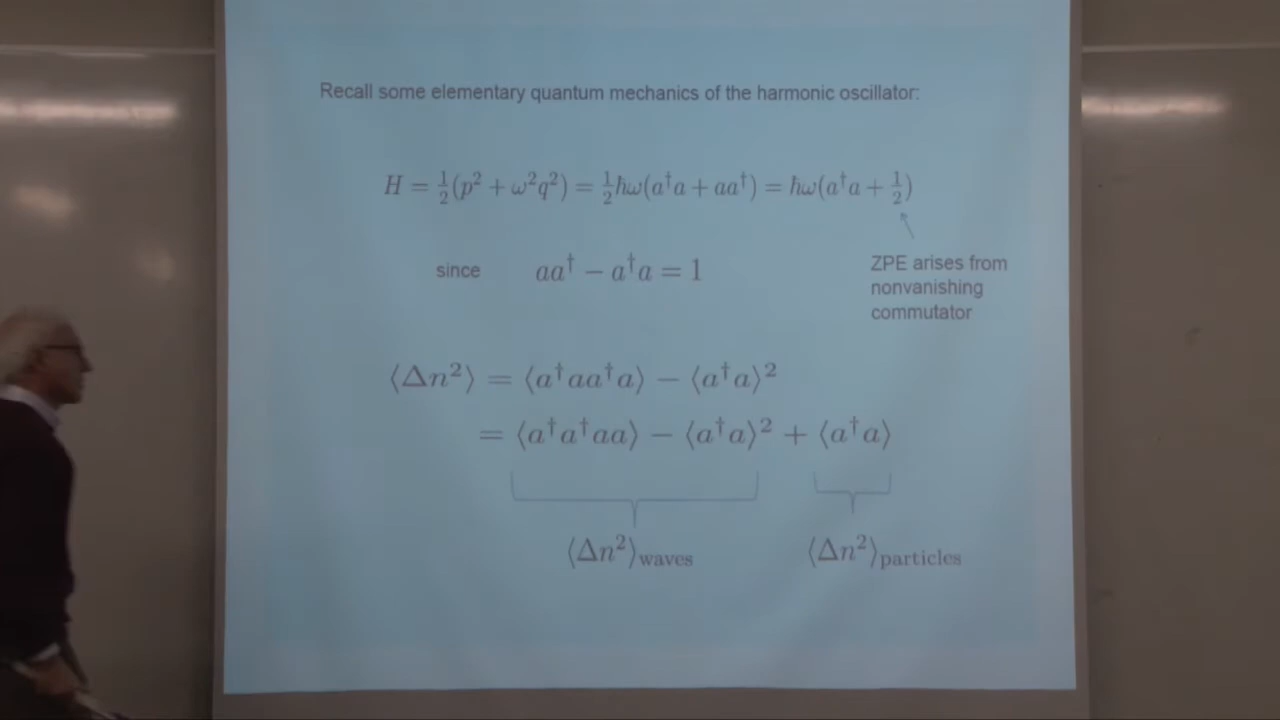 Recall some elementary quantum mechanics of the harmonic oscillator:
H = ½(p² + ω²q²) = ½ℏω(a†a + aa†) = ℏω(a†a + ½)
since aa† − a†a = 1
ZPE arises from
nonvanishing
commutator
⟨Δn²⟩ = ⟨a†aa†a⟩ − ⟨a†a⟩²
= ⟨a†a†aa⟩ − ⟨a†a⟩² + ⟨a†a⟩
⟨Δn²⟩waves ⟨Δn²⟩particles